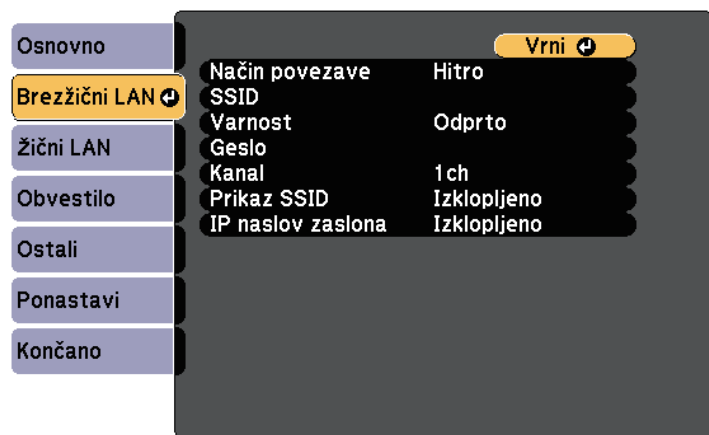 Osnovno
Brezžični LAN
Žični LAN
Obvestilo
Ostali
Ponastavi
Končano
Vrni
Način povezave Hitro
SSID
Varnost Odprto
Geslo
Kanal 1ch
Prikaz SSID Izklopljeno
IP naslov zaslona Izklopljeno